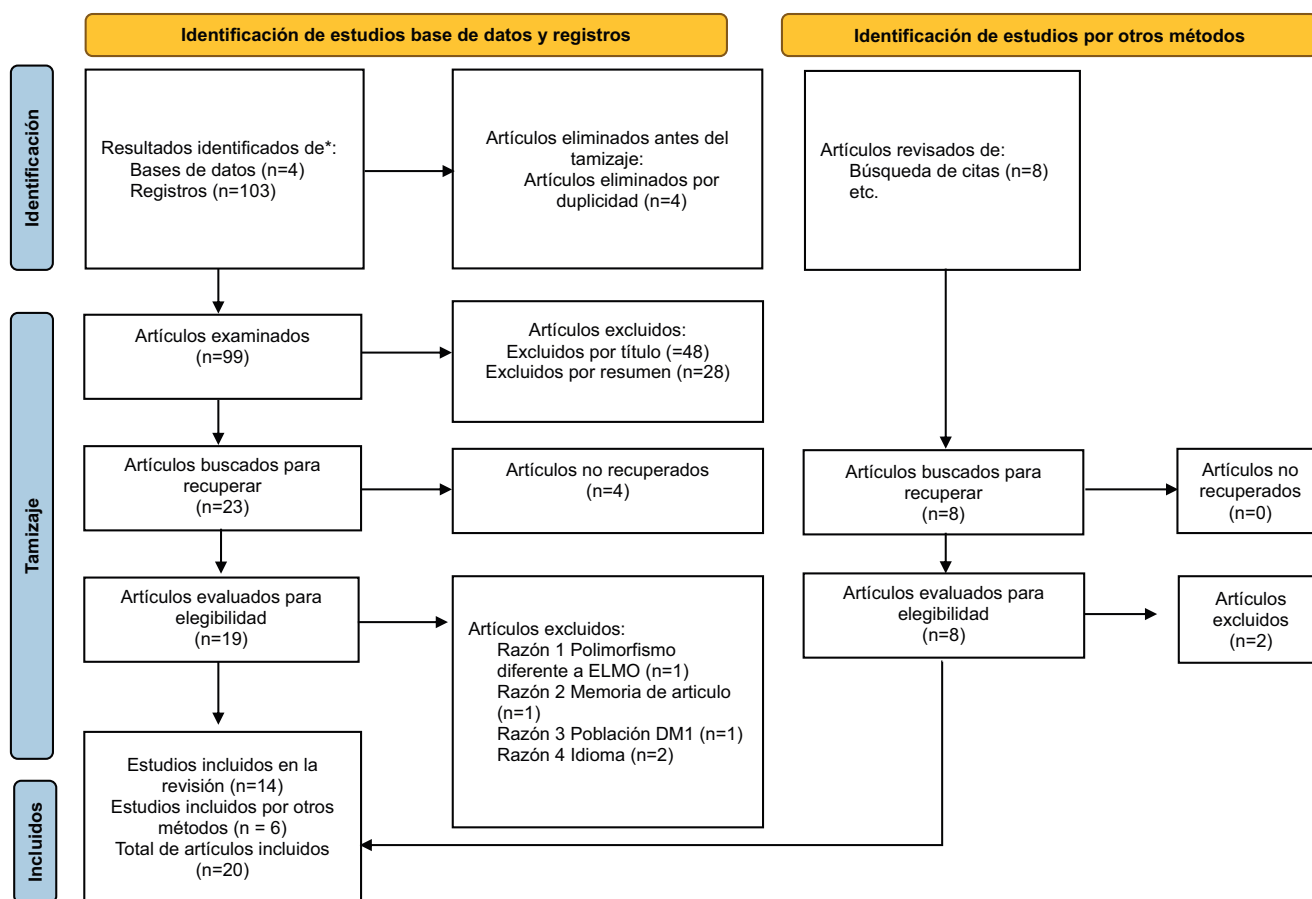 Identificación de estudios base de datos y registros
Identificación de estudios por otros métodos
Identificación
Resultados identificados de*:
Bases de datos (n=4)
Registros (n=103)
Artículos eliminados antes del
tamizaje:
Artículos eliminados por
duplicidad (n=4)
Artículos revisados de:
Búsqueda de citas (n=8)
etc.
Tamizaje
Artículos examinados
(n=99)
Artículos excluidos:
Excluidos por título (=48)
Excluidos por resumen (n=28)
Artículos buscados para
recuperar
(n=23)
Artículos no recuperados
(n=4)
Artículos buscados para
recuperar
(n=8)
Artículos no
recuperados
(n=0)
Artículos evaluados para
elegibilidad
(n=19)
Artículos excluidos:
Razón 1 Polimorfismo
diferente a ELMO (n=1)
Razón 2 Memoria de articulo
(n=1)
Razón 3 Población DM1 (n=1)
Razón 4 Idioma (n=2)
Artículos evaluados para
elegibilidad
(n=8)
Artículos
excluidos
(n=2)
Incluidos
Estudios incluidos en la
revisión (n=14)
Estudios incluidos por otros
métodos (n = 6)
Total de artículos incluidos
(n=20)